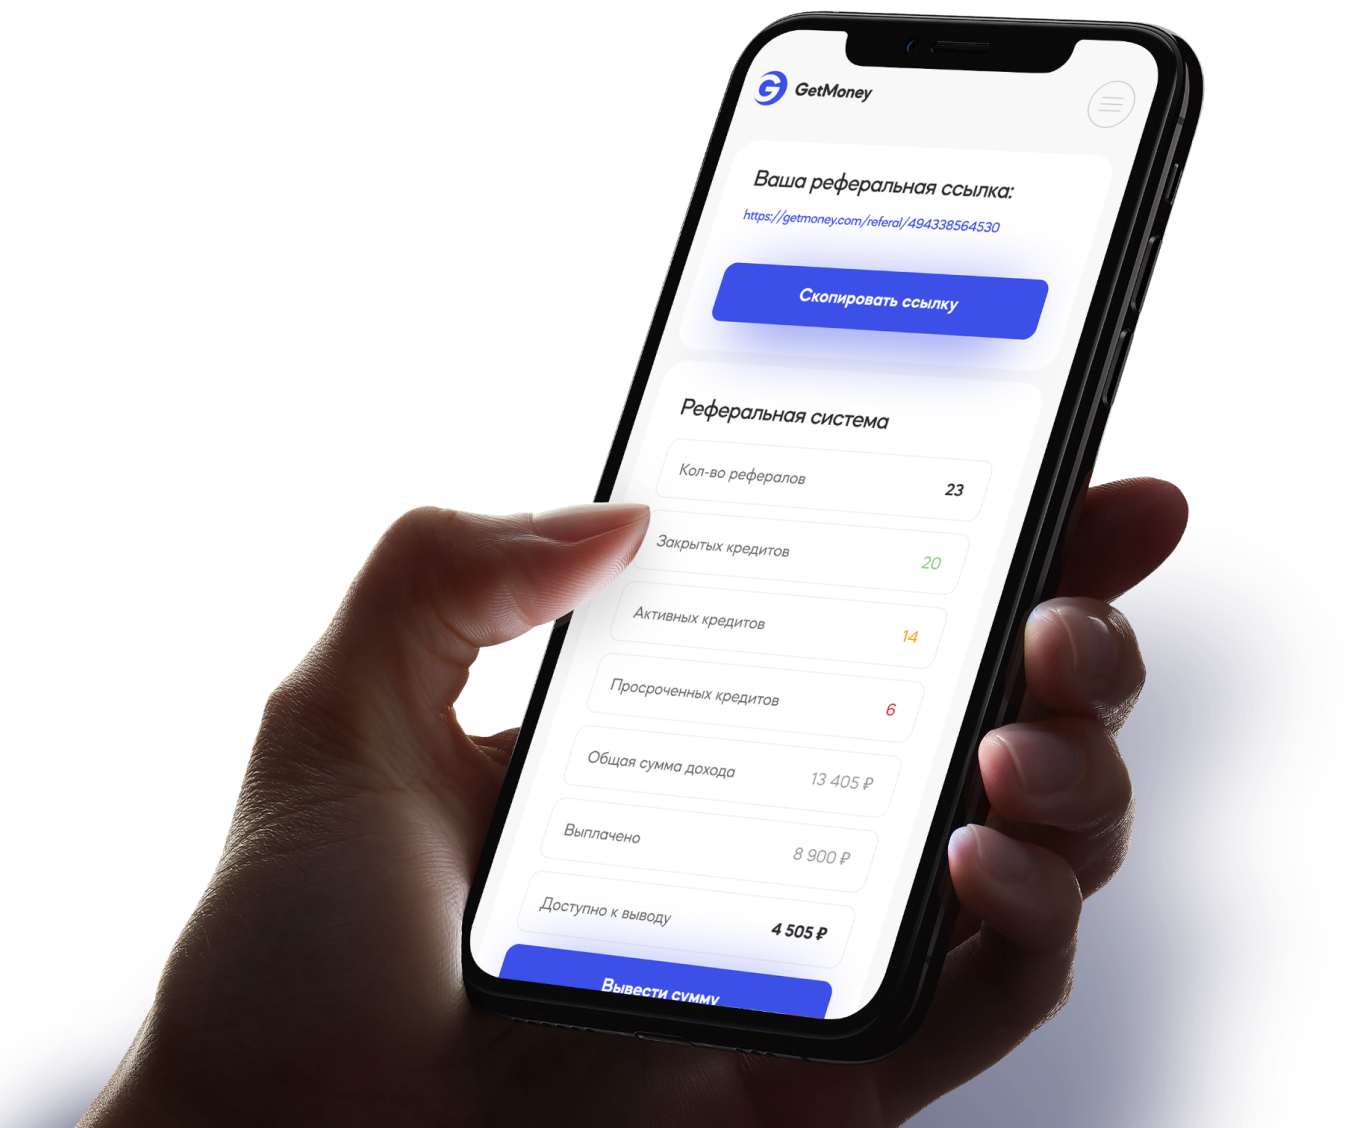 GetMoney
Ваша реферальная ссылка:
https://getmoney.com/referal/494338564530
Скопировать ссылку
Реферальная система
Кол-во рефералов 23
Закрытых кредитов 20
Активных кредитов 14
Просроченных кредитов 6
Общая сумма дохода 13 405 ₽
Выплачено 8 900 ₽
Доступно к выводу 4 505 ₽
Вывести сумму